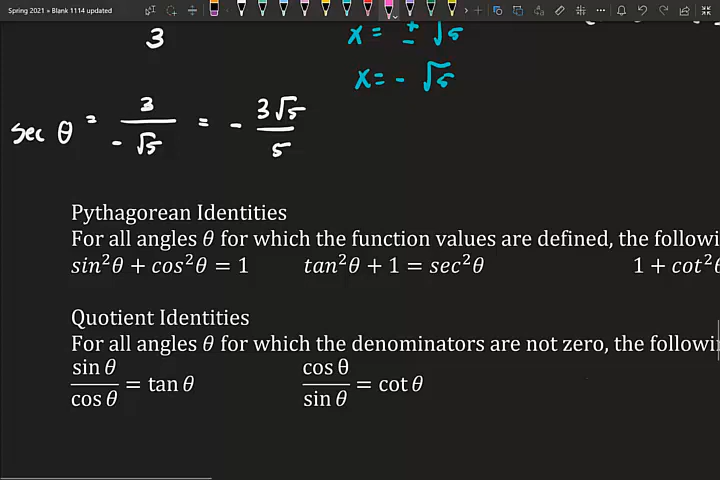 Spring 2021 » Blank 1114 updated
3
x = ± √5
x = - √5
sec θ = 3 / -√5 = - 3√5 / 5
Pythagorean Identities
For all angles θ for which the function values are defined, the followi
sin²θ + cos²θ = 1 tan²θ + 1 = sec²θ 1 + cot²θ
Quotient Identities
For all angles θ for which the denominators are not zero, the followin
sin θ / cos θ = tan θ cos θ / sin θ = cot θ